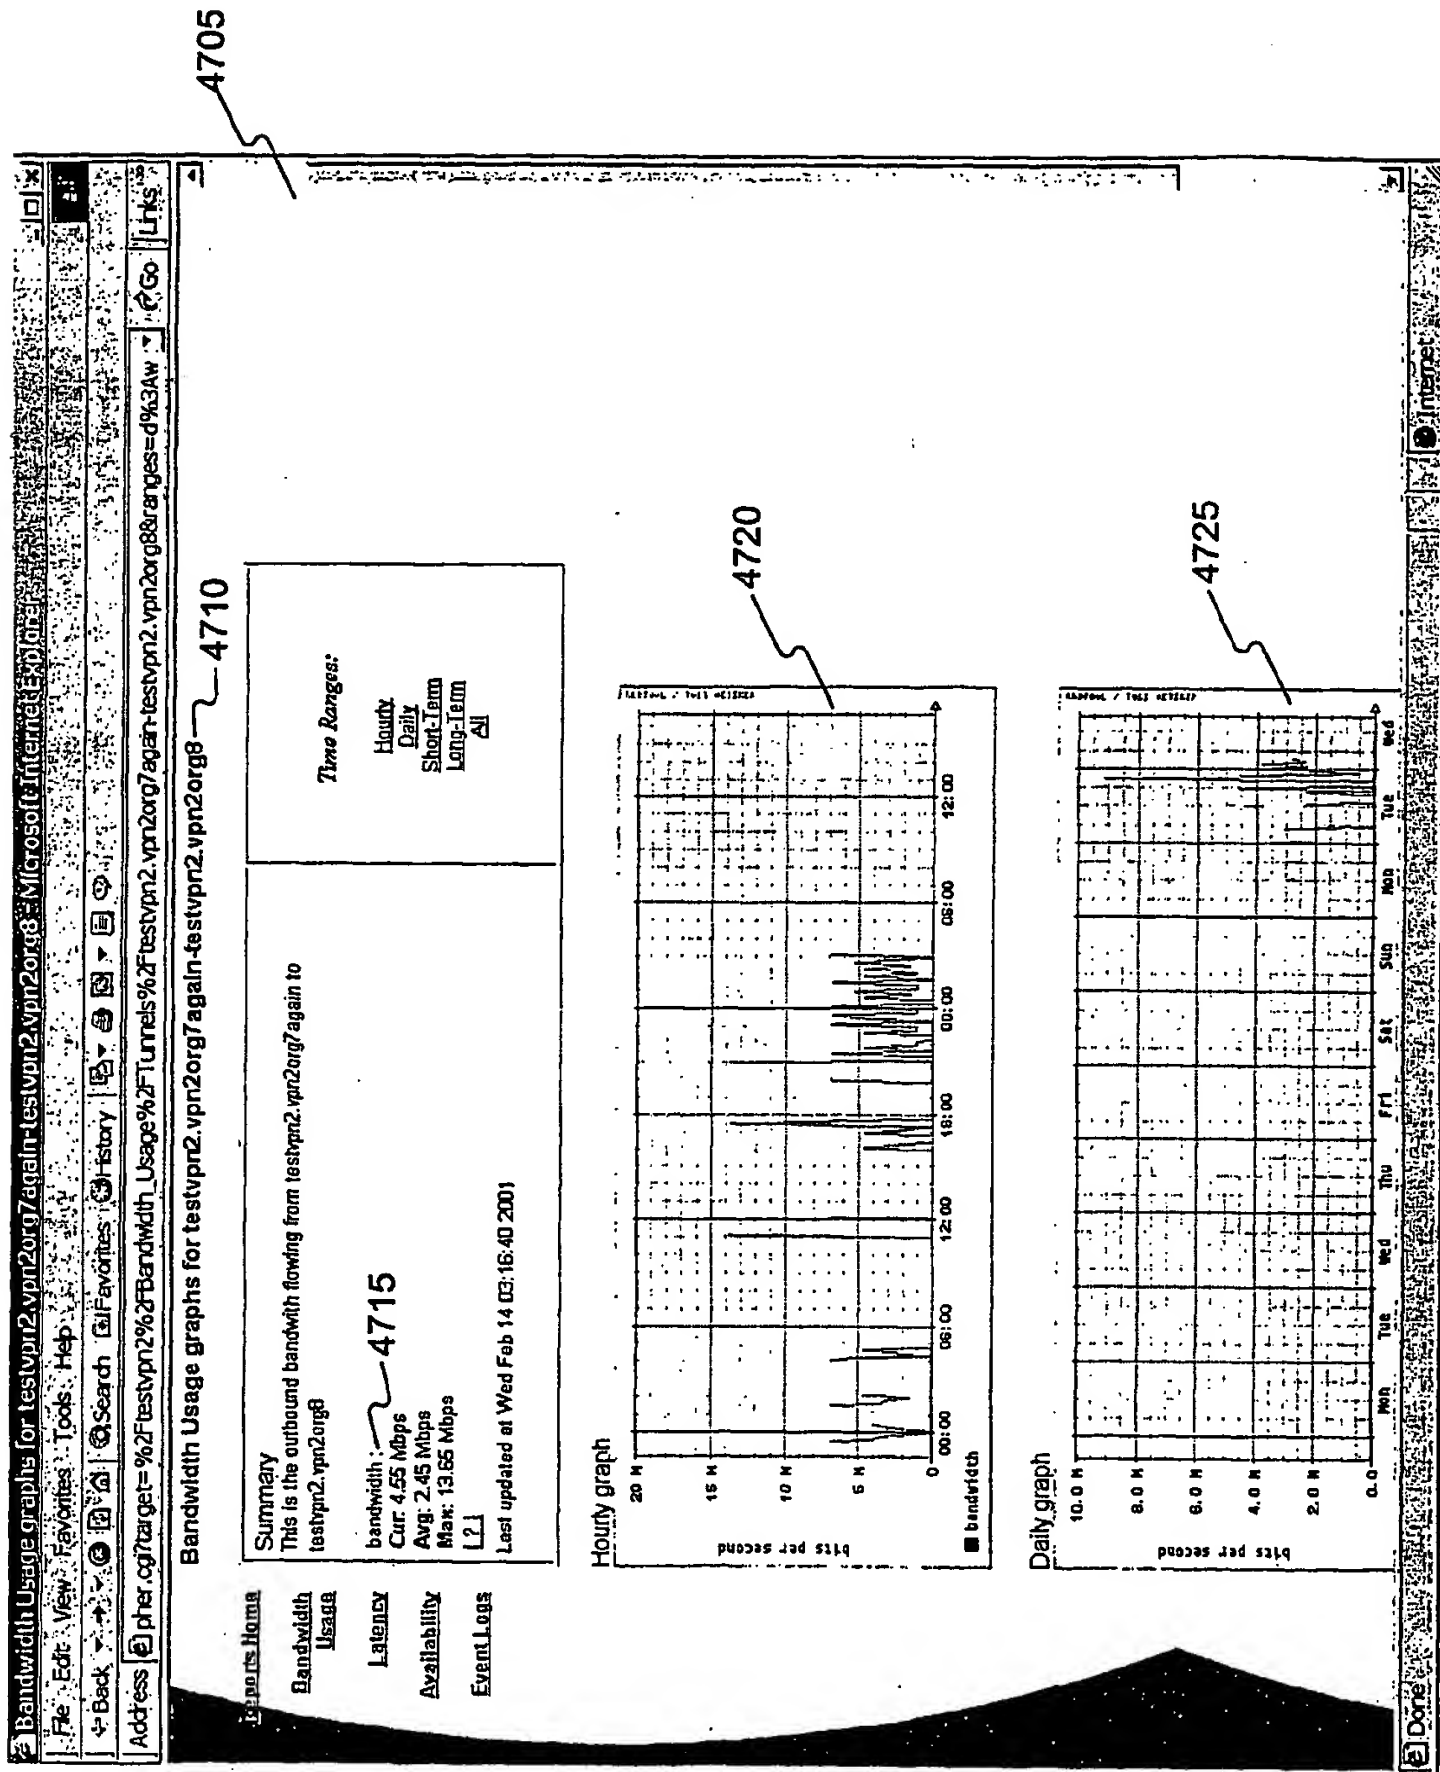 Bandwidth Usage graphs for testvpn2.vpn2org7again-testvpn2.vpn2org8 - Microsoft Internet Explorer
File Edit View Favorites Tools Help
Back Search Favorites History
Address pher.cgi?target=%2Ftestvpn2%2FBandwidth_Usage%2FTunnels%2Ftestvpn2.vpn2org7again-testvpn2.vpn2org8&ranges=d%3Aw Go Links
4705
Bandwidth Usage graphs for testvpn2.vpn2org7again-testvpn2.vpn2org8
4710
Reports Home
Bandwidth
Usage
Latency
Availability
Event Logs
Summary
This is the outbound bandwith flowing from testvpn2.vpn2org7again to
testvpn2.vpn2org8
bandwidth
4715
Cur: 4.55 Mbps
Avg: 2.45 Mbps
Max: 13.65 Mbps
[?]
Last updated at Wed Feb 14 03:16:40 2001
Time Ranges:
Hourly
Daily
Short-Term
Long-Term
All
Hourly graph
4720
bits per second
20 M
15 M
10 M
5 M
0
00:00 06:00 12:00 18:00 00:00 06:00 12:00
bandwidth
Daily graph
4725
bits per second
10.0 M
8.0 M
6.0 M
4.0 M
2.0 M
0.0
Mon Tue Wed Thu Fri Sat Sun Mon Tue Wed
Done Internet